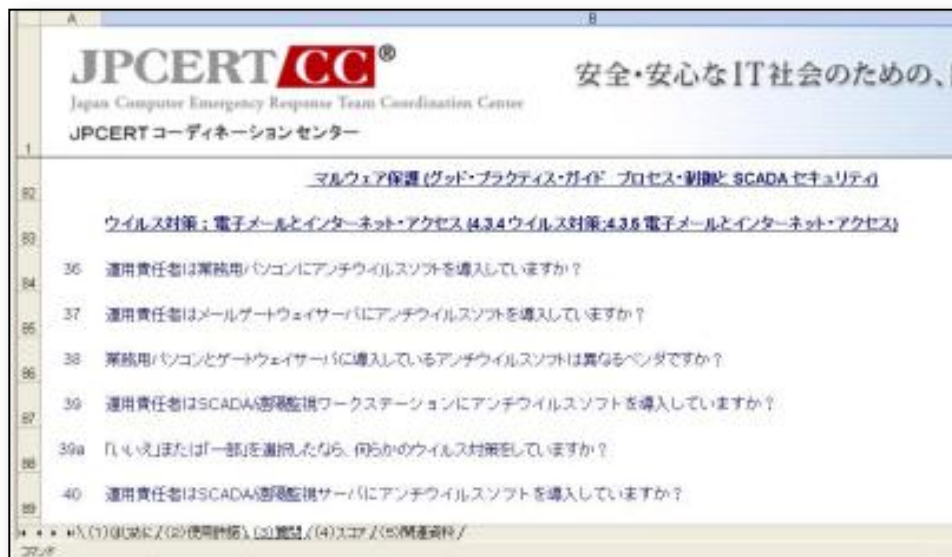 A B
JPCERT CC®
安全・安心なIT社会のための、
Japan Computer Emergency Response Team Coordination Center
JPCERT コーディネーションセンター
1
82 マルウェア保護 (グッド・プラクティス・ガイド プロセス・制御と SCADA セキュリティ)
83 ウイルス対策 ; 電子メールとインターネット・アクセス (4.3.4 ウイルス対策;4.3.5 電子メールとインターネット・アクセス)
84 36 運用責任者は業務用パソコンにアンチウイルスソフトを導入していますか?
85 37 運用責任者はメールゲートウェイサーバにアンチウイルスソフトを導入していますか?
86 38 業務用パソコンとゲートウェイサーバに導入しているアンチウイルスソフトは異なるベンダですか?
87 39 運用責任者はSCADA/遠隔監視ワークステーションにアンチウイルスソフトを導入していますか?
88 39a 「いいえ」または「一部」を選択したなら、何らかのウイルス対策をしていますか?
89 40 運用責任者はSCADA/遠隔監視サーバにアンチウイルスソフトを導入していますか?
(1)はじめに / (2)使用許諾 \ (3)質問 / (4)スコア / (5)関連資料 /
コマンド